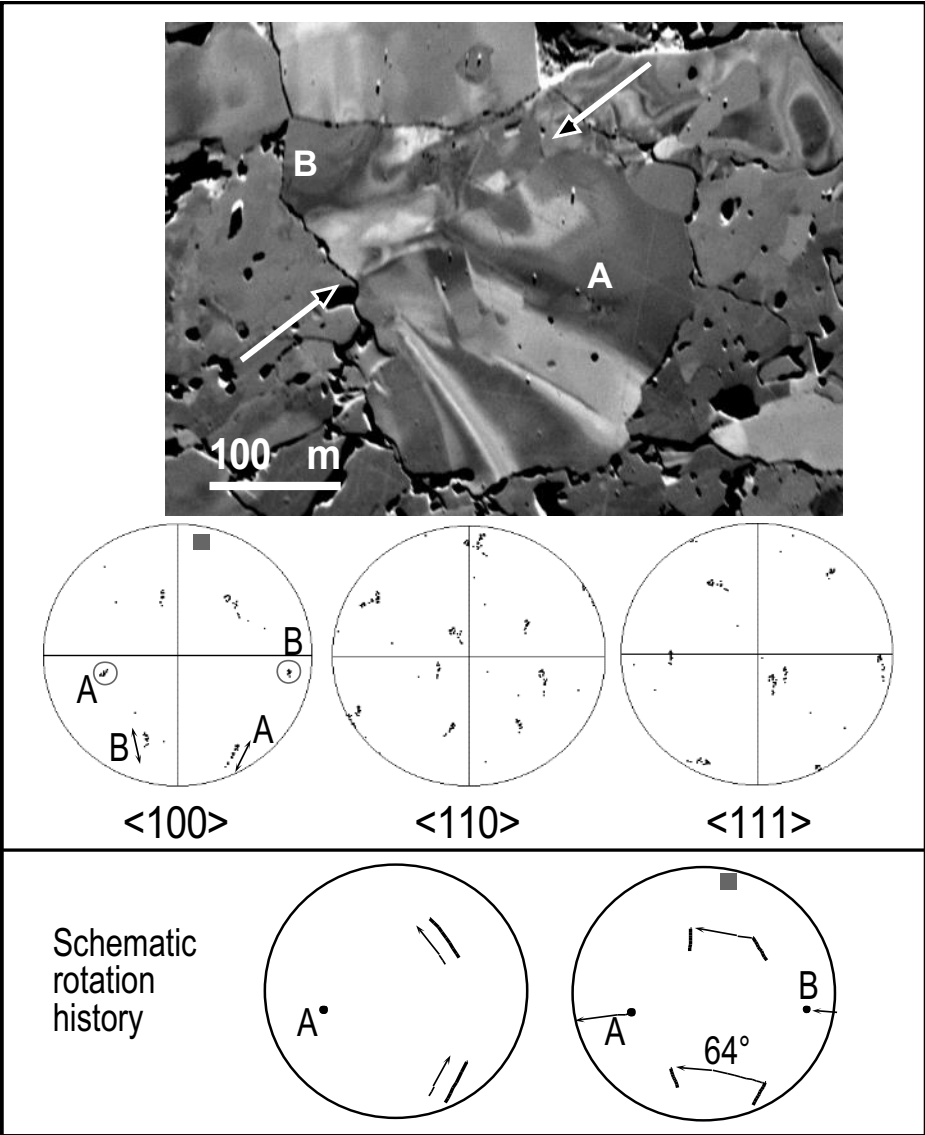 B
A
100 m
B
A
B
A
<100>
<110>
<111>
Schematic
rotation
history
A
B
A
64°